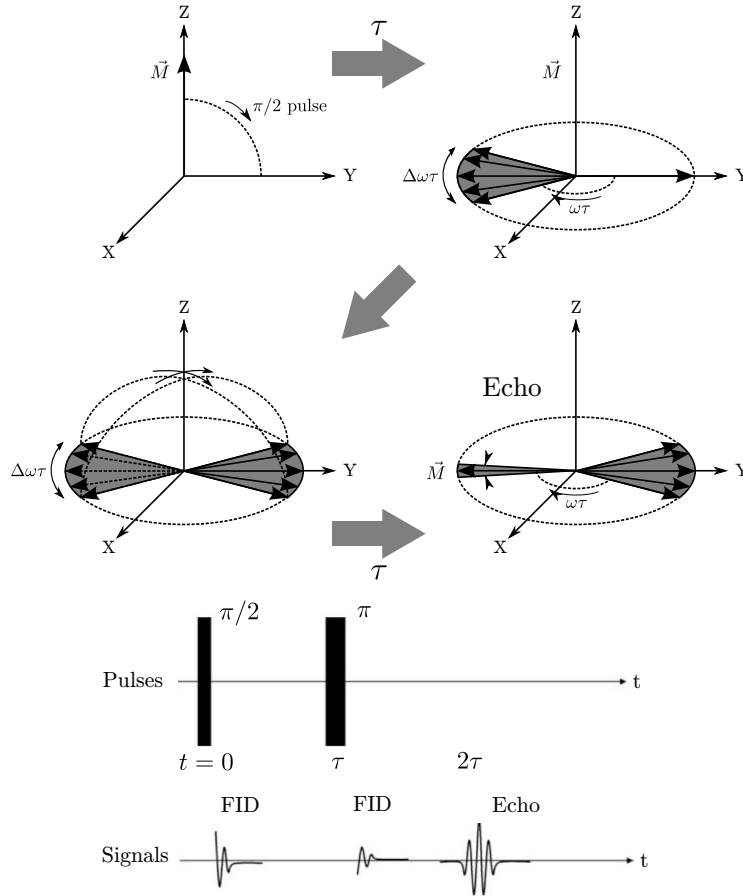 Z
τ
Z
M⃗
M⃗
π/2 pulse
Y
Δωτ
Y
ωτ
X
X
Z
Z
Echo
Δωτ
Y
M⃗
Y
ωτ
X
X
τ
π/2
π
Pulses
t
t = 0
τ
2τ
FID
FID
Echo
Signals
t